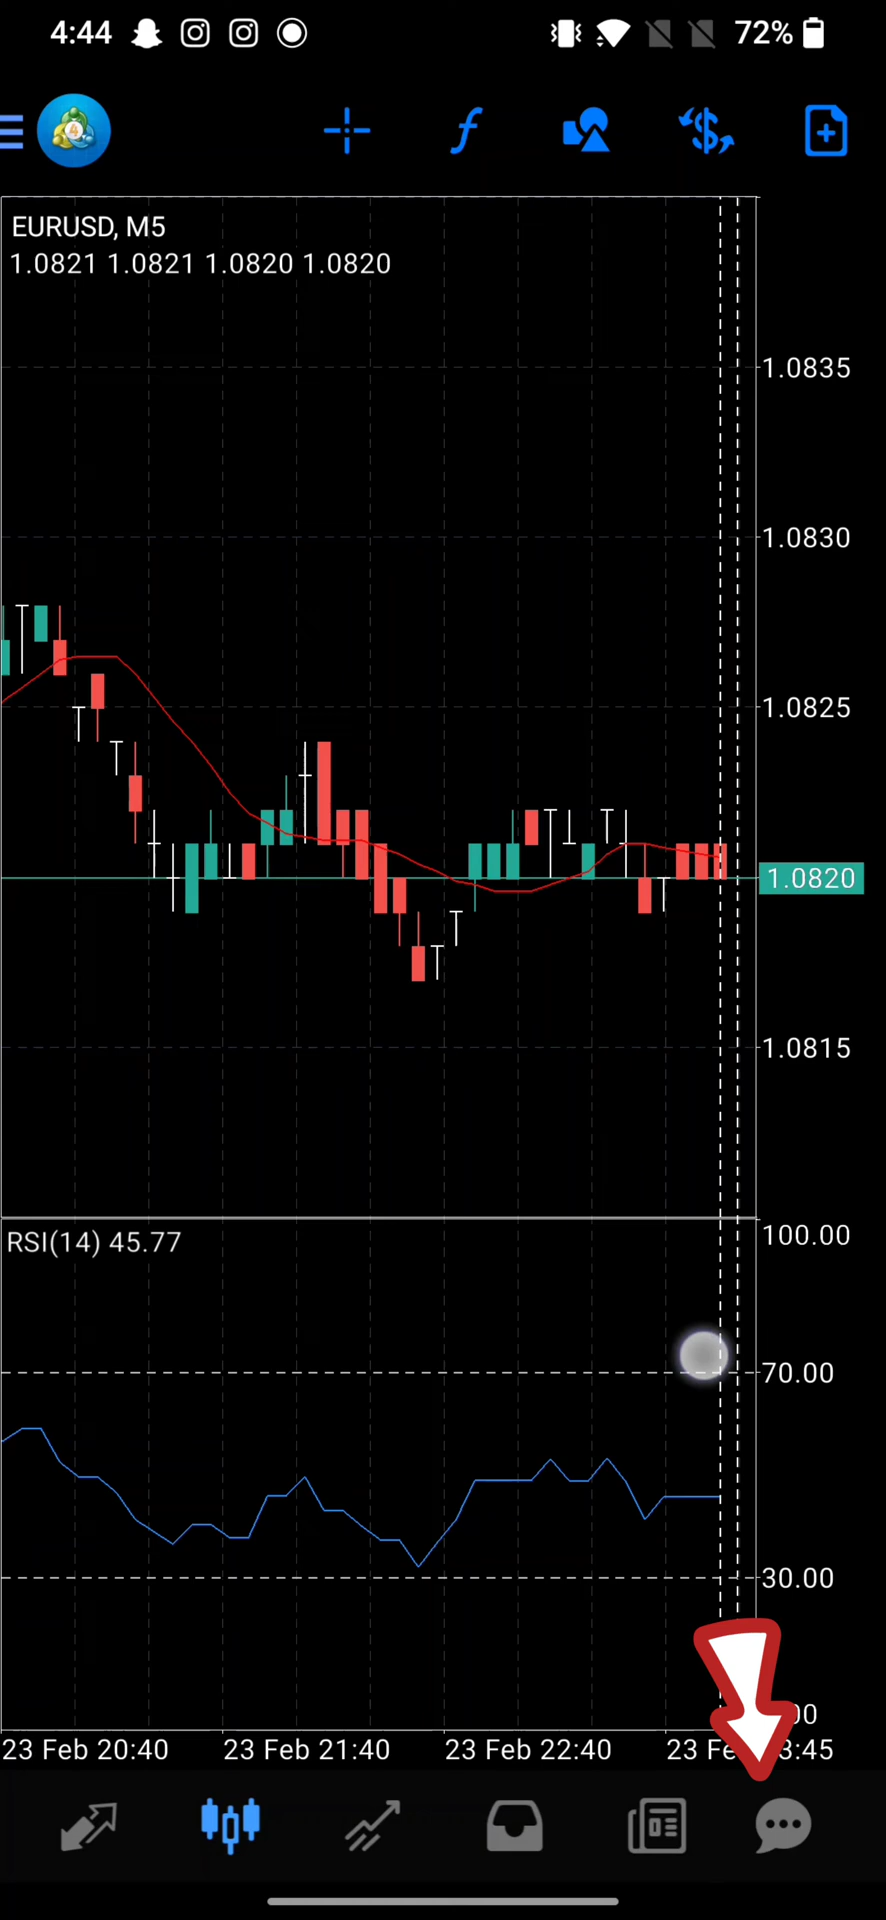 4:44 72%
4
EURUSD, M5
1.0821 1.0821 1.0820 1.0820
1.0835
1.0830
1.0825
1.0820
1.0815
RSI(14) 45.77
100.00
70.00
30.00
23 Feb 20:40 23 Feb 21:40 23 Feb 22:40 23